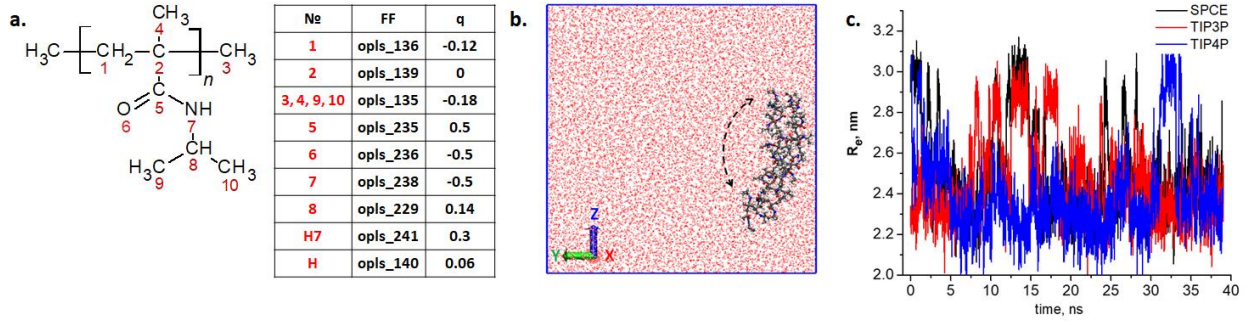 a.
CH₃
4
H₃C
CH₂
C
CH₃
n
1
2
3
C
5
O
6
NH
7
CH
8
H₃C
CH₃
9
10
№ FF q
1 opls_136 -0.12
2 opls_139 0
3, 4, 9, 10 opls_135 -0.18
5 opls_235 0.5
6 opls_236 -0.5
7 opls_238 -0.5
8 opls_229 0.14
H7 opls_241 0.3
H opls_140 0.06
b.
Z
Y
X
c.
SPCE
TIP3P
TIP4P
Rₑ, nm
3.0
2.8
2.6
2.4
2.2
2.0
0 5 10 15 20 25 30 35 40
time, ns